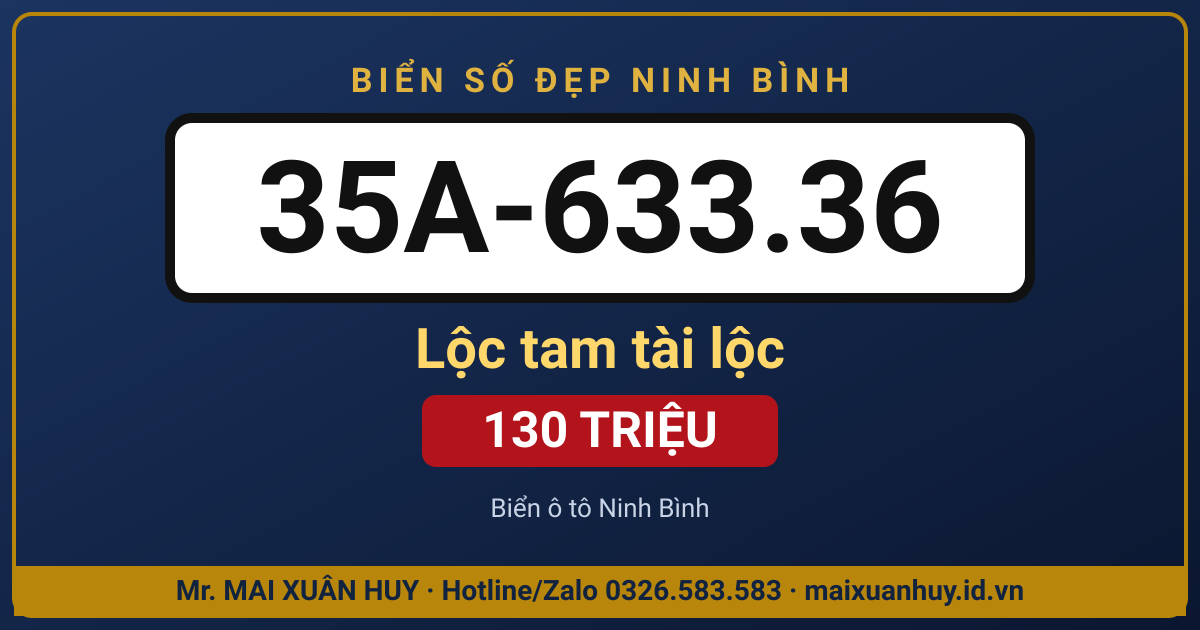 BIỂN SỐ ĐẸP NINH BÌNH
35A-633.36
Lộc tam tài lộc
130 TRIỆU
Biển ô tô Ninh Bình
Mr. MAI XUÂN HUY · Hotline/Zalo 0326.583.583 · maixuanhuy.id.vn